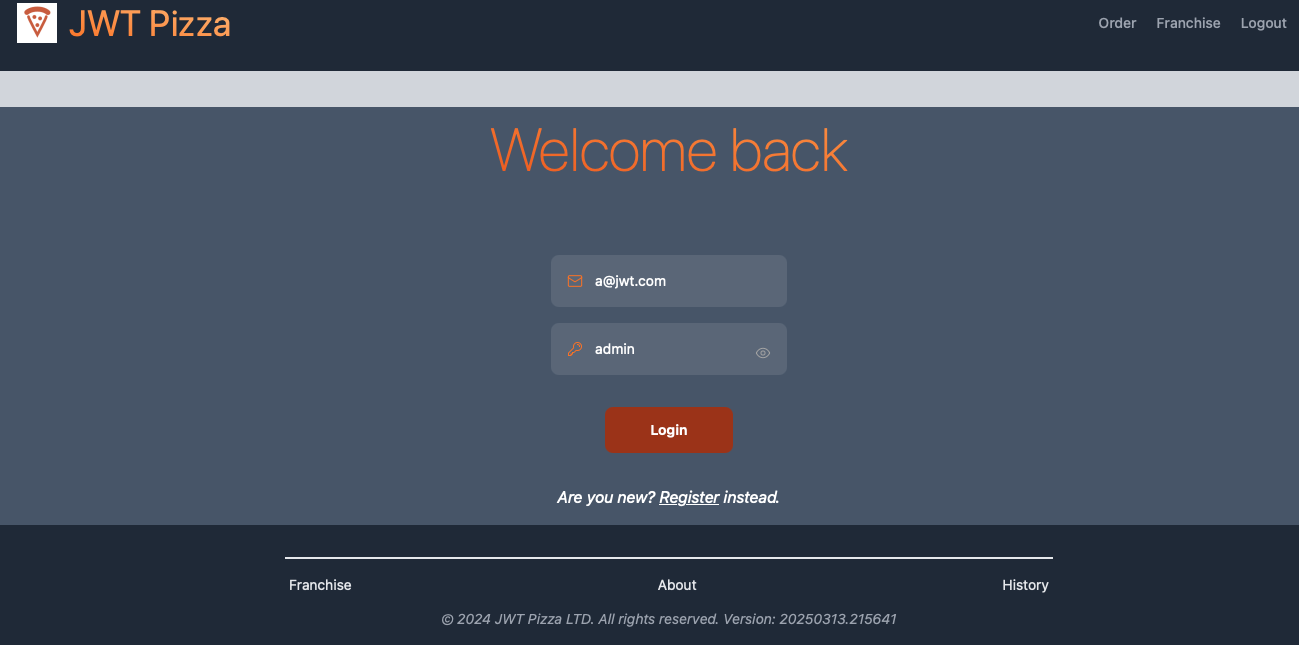 JWT Pizza
Order Franchise Logout
Welcome back
a@jwt.com
admin
Login
Are you new? Register instead.
Franchise About History
© 2024 JWT Pizza LTD. All rights reserved. Version: 20250313.215641